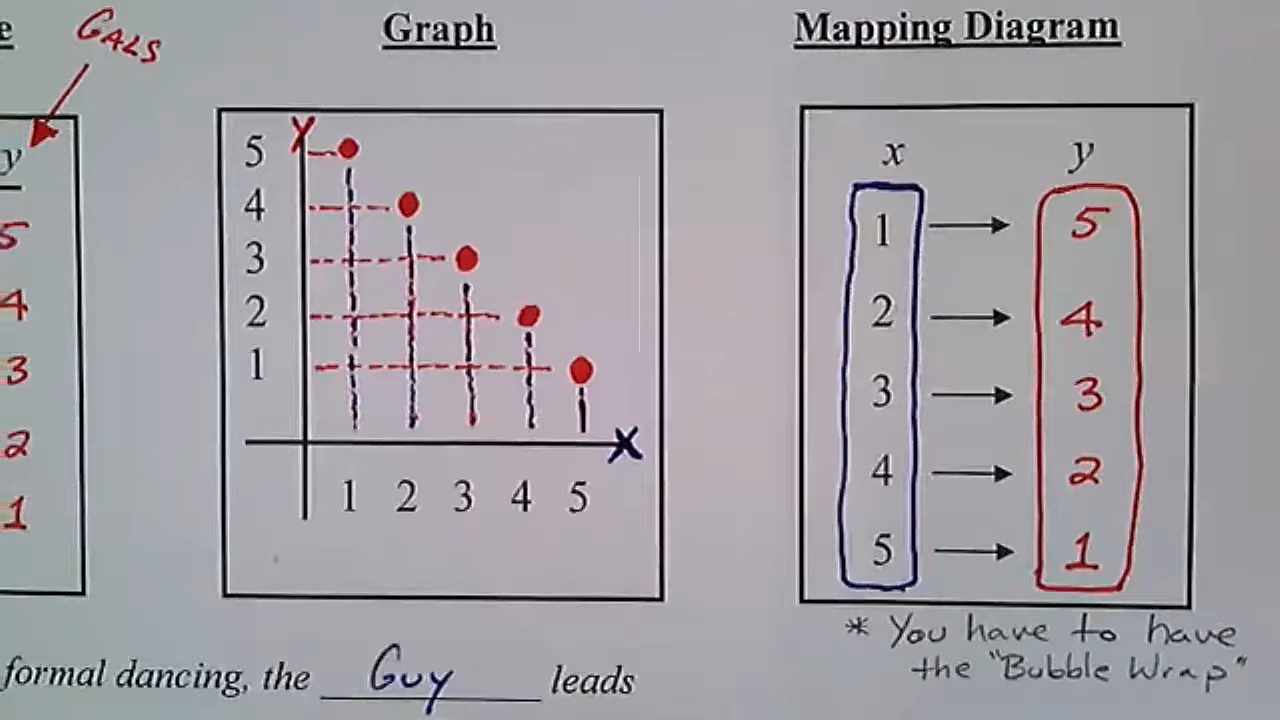 e
GALS
y
5
4
3
2
1
Graph
Y
5
4
3
2
1
X
1 2 3 4 5
Mapping Diagram
x y
1 5
2 4
3 3
4 2
5 1
* You have to have
the "Bubble Wrap"
formal dancing, the Guy leads